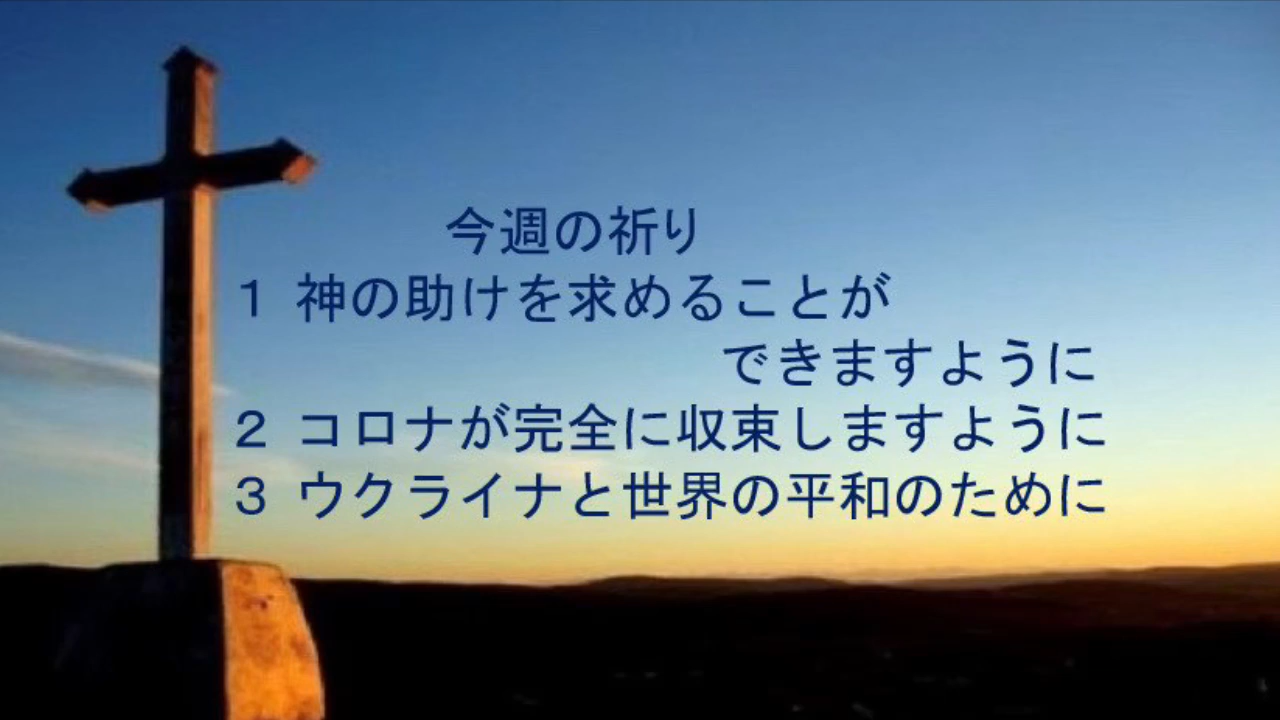 今週の祈り
１ 神の助けを求めることが
できますように
２ コロナが完全に収束しますように
３ ウクライナと世界の平和のために